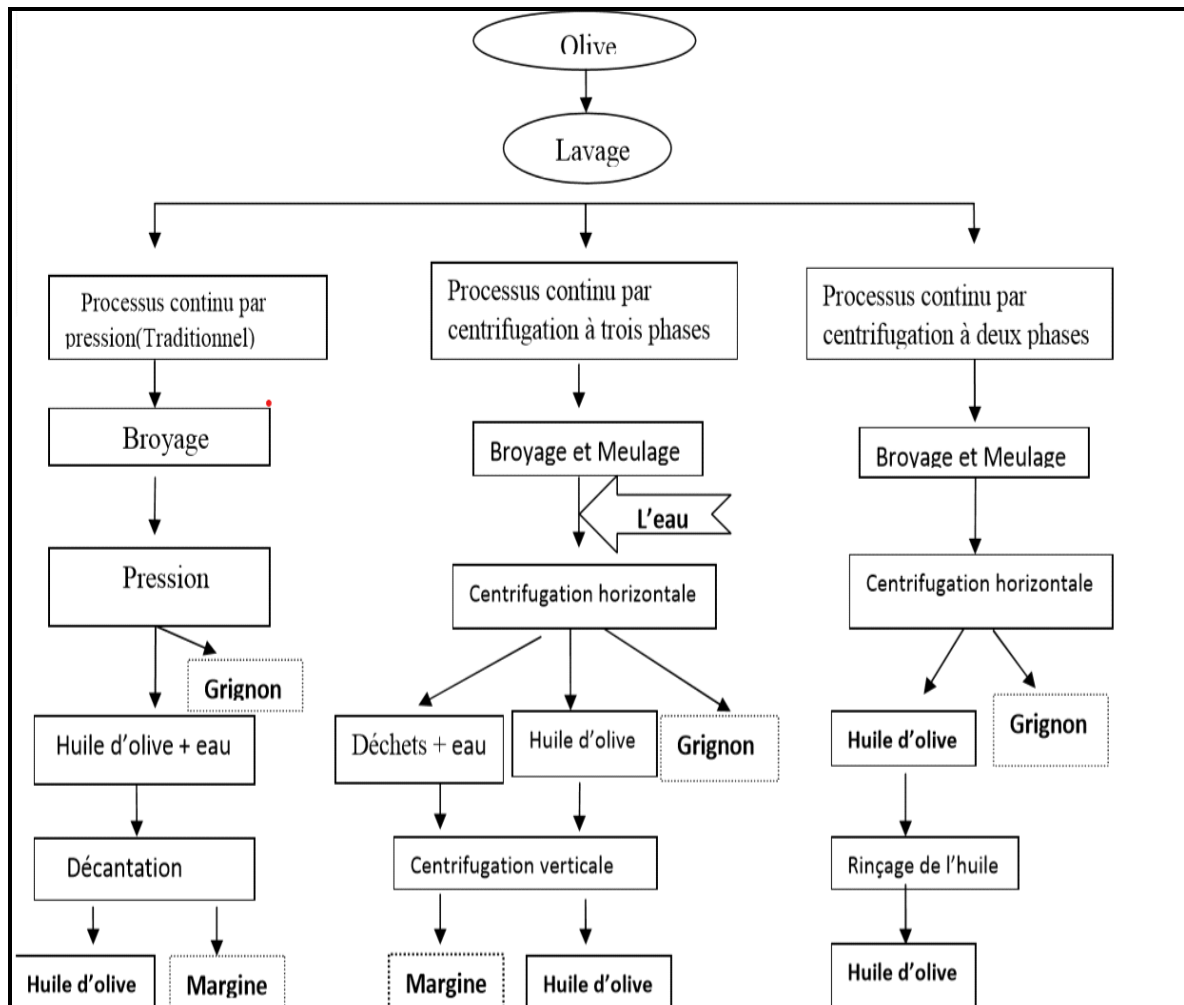 Olive
Lavage
Processus continu par
pression(Traditionnel)
Processus continu par
centrifugation à trois phases
Processus continu par
centrifugation à deux phases
Broyage
Broyage et Meulage
Broyage et Meulage
L'eau
Pression
Centrifugation horizontale
Centrifugation horizontale
Grignon
Huile d'olive + eau
Déchets + eau
Huile d'olive
Grignon
Huile d'olive
Grignon
Décantation
Centrifugation verticale
Rinçage de l'huile
Huile d'olive
Margine
Margine
Huile d'olive
Huile d'olive